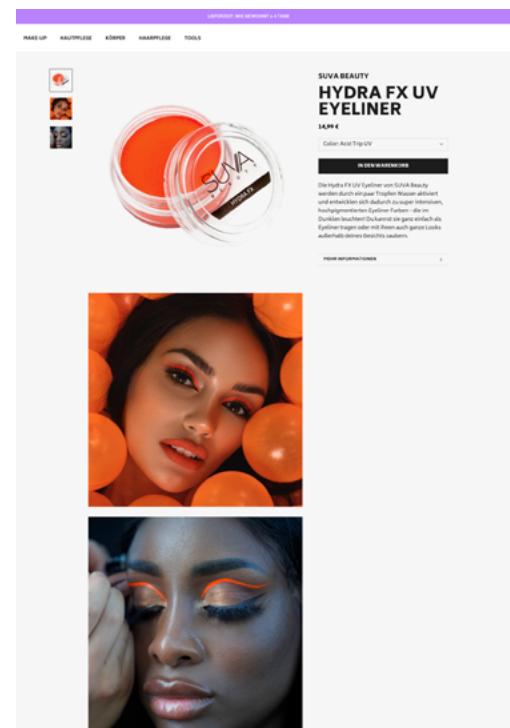 LIEFERZEIT: WIE GEWOHNT 2-4 TAGE
MAKE-UP HAUTPFLEGE KÖRPER HAARPFLEGE TOOLS
SUVA BEAUTY
HYDRA FX UV
EYELINER
14,99 €
Color: Acid Trip UV
IN DEN WARENKORB
Die Hydra FX UV Eyeliner von SUVA Beauty
werden durch ein paar Tropfen Wasser aktiviert
und entwickeln sich dadurch zu super intensiven,
hochpigmentierten Eyeliner Farben - die im
Dunklen leuchten! Du kannst sie ganz einfach als
Eyeliner tragen oder mit ihnen auch ganze Looks
außerhalb deines Gesichts zaubern.
MEHR INFORMATIONEN
SUVA
BEAUTY
HYDRA FX